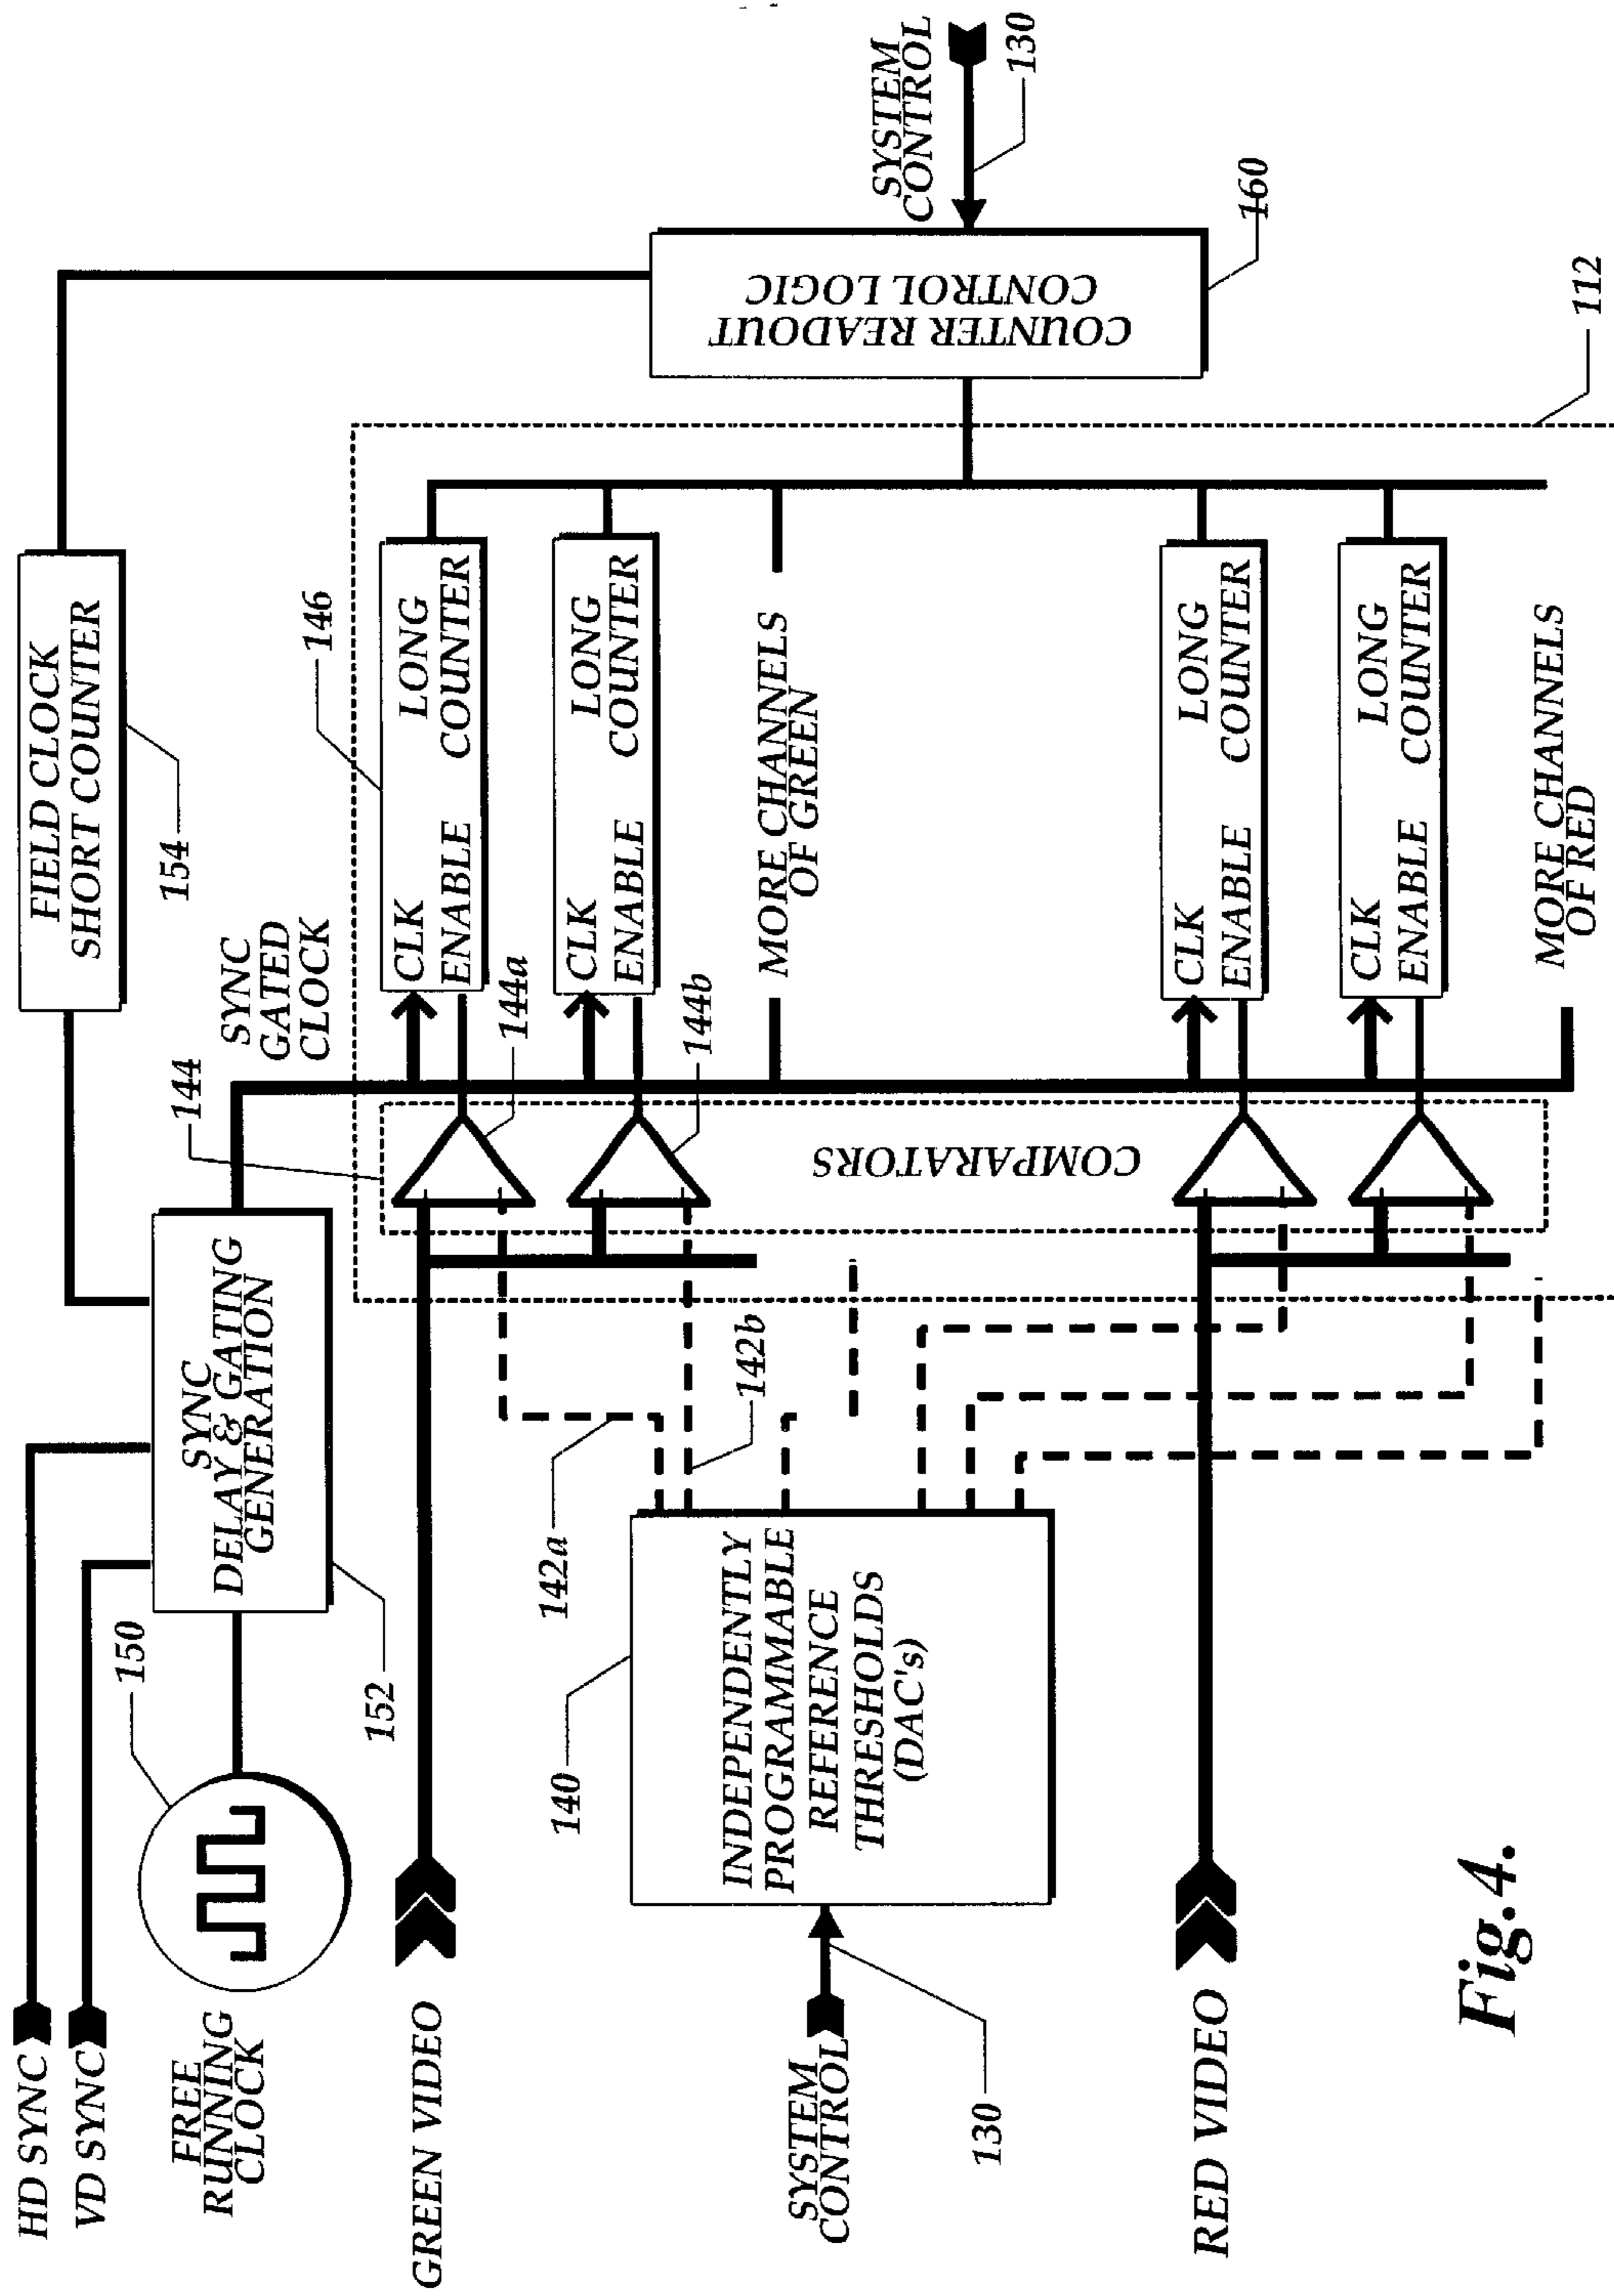 HD SYNC
VD SYNC
FREE
RUNNING
CLOCK
150
SYNC
DELAY & GATING
GENERATION
152
FIELD CLOCK
SHORT COUNTER
154
SYNC
GATED
CLOCK
144
146
GREEN VIDEO
CLK
ENABLE
LONG
COUNTER
144a
CLK
ENABLE
LONG
COUNTER
144b
MORE CHANNELS
OF GREEN
142a
142b
140
INDEPENDENTLY
PROGRAMMABLE
REFERENCE
THRESHOLDS
(DAC's)
SYSTEM
CONTROL
130
COMPARATORS
COUNTER READOUT
CONTROL LOGIC
SYSTEM
CONTROL
130
160
RED VIDEO
CLK
ENABLE
LONG
COUNTER
CLK
ENABLE
LONG
COUNTER
MORE CHANNELS
OF RED
112
Fig.4.